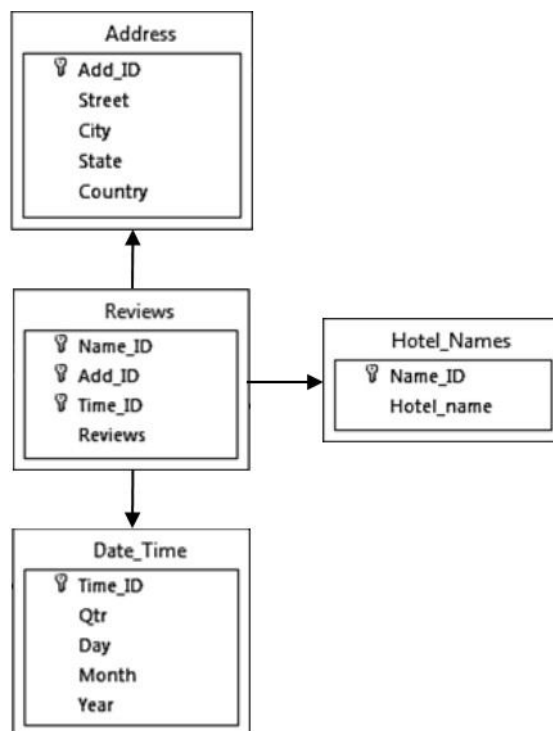 Address
Add_ID
Street
City
State
Country
Reviews
Name_ID
Add_ID
Time_ID
Reviews
Hotel_Names
Name_ID
Hotel_name
Date_Time
Time_ID
Qtr
Day
Month
Year